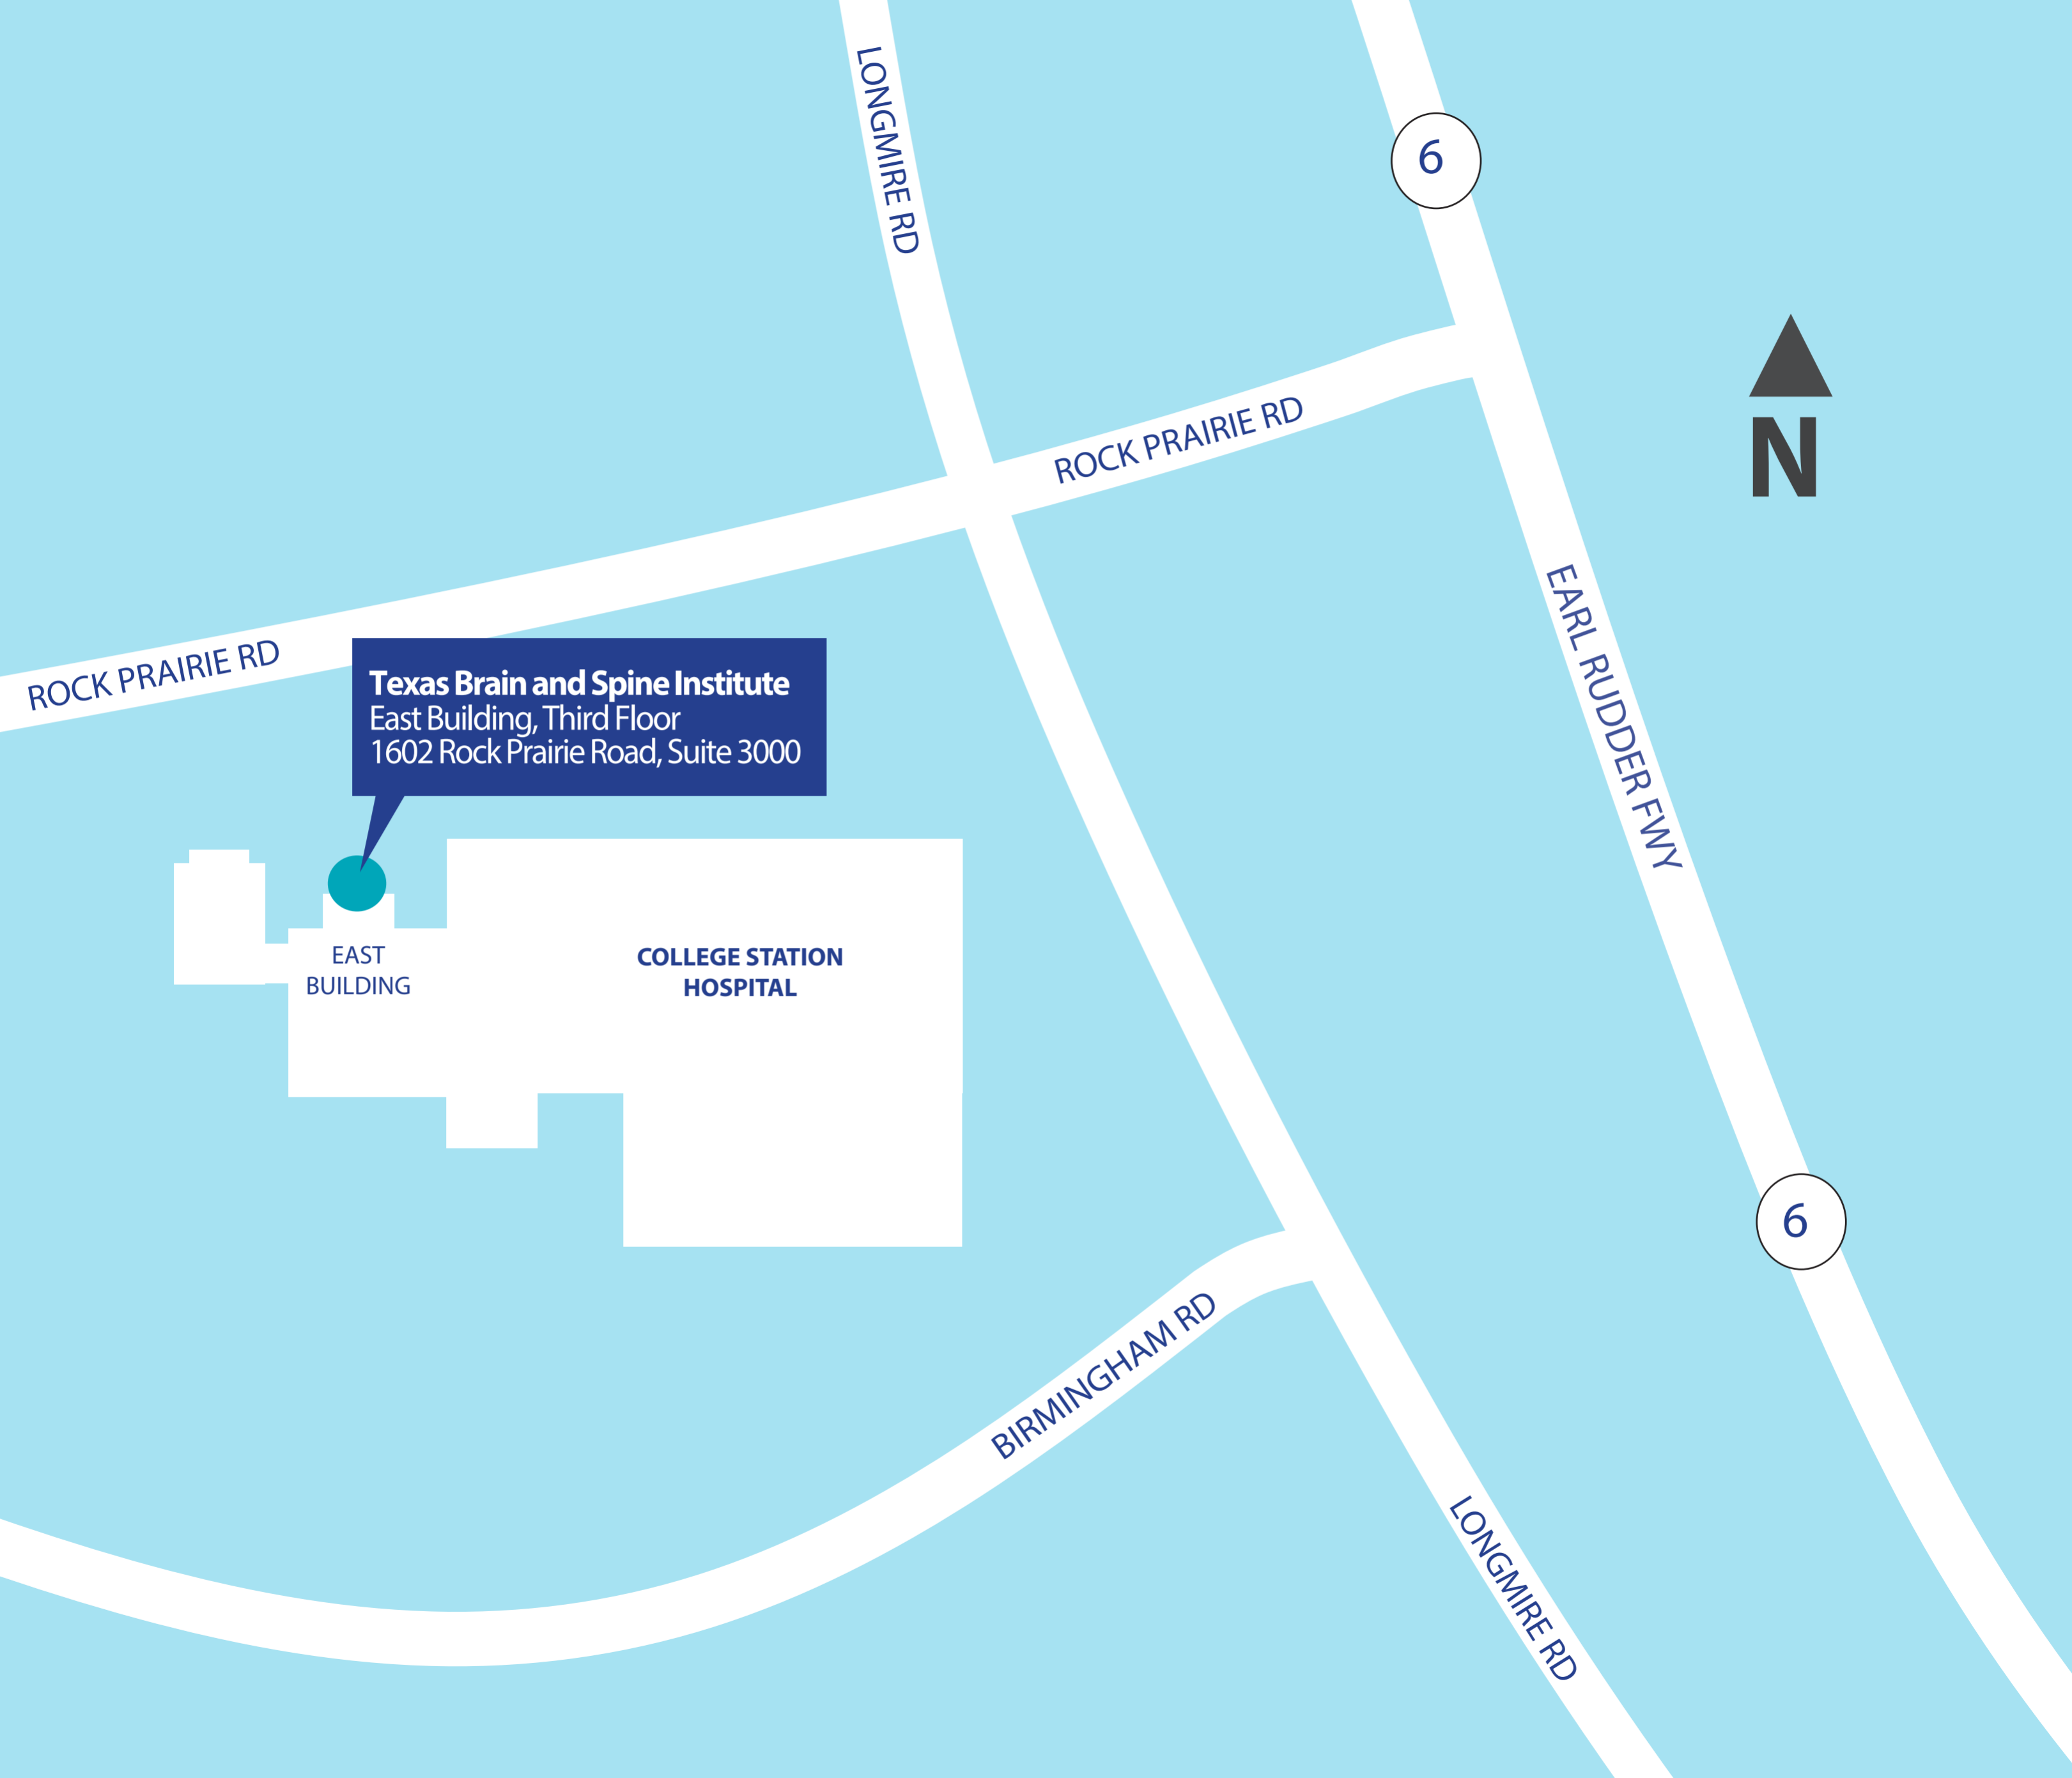 LONGMIRE RD
6
ROCK PRAIRIE RD
N
EARL RUDDER FWY
ROCK PRAIRIE RD
Texas Brain and Spine Institute
East Building, Third Floor
1602 Rock Prairie Road, Suite 3000
EAST
BUILDING
COLLEGE STATION
HOSPITAL
6
BIRMINGHAM RD
LONGMIRE RD